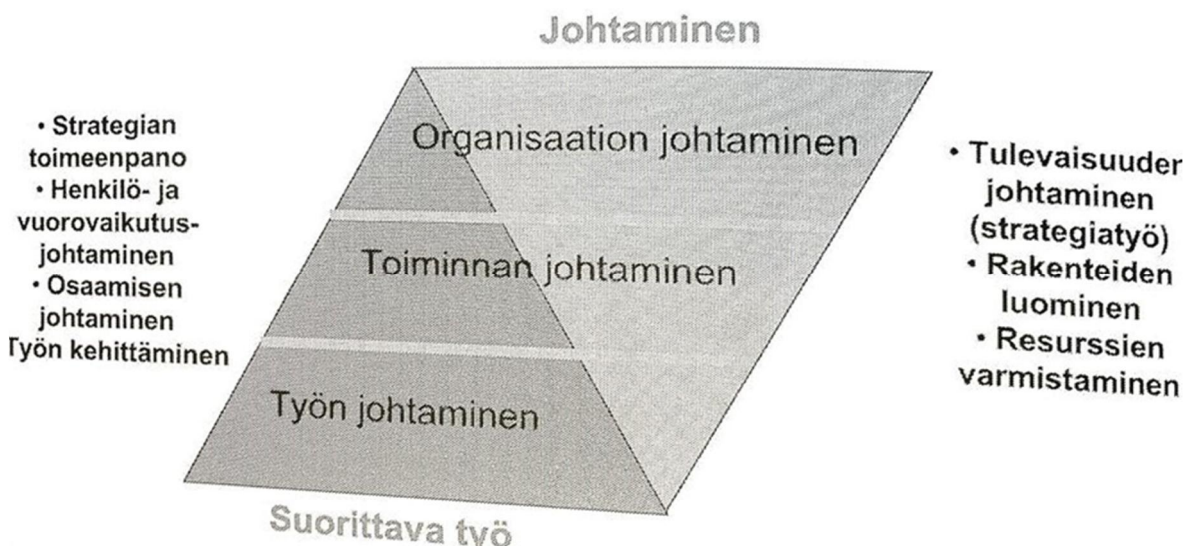 Johtaminen
• Strategian
toimeenpano
• Henkilö- ja
vuorovaikutus-
johtaminen
• Osaamisen
johtaminen
Työn kehittäminen
Organisaation johtaminen
Toiminnan johtaminen
Työn johtaminen
• Tulevaisuuder
johtaminen
(strategiatyö)
• Rakenteiden
luominen
• Resurssien
varmistaminen
Suorittava työ